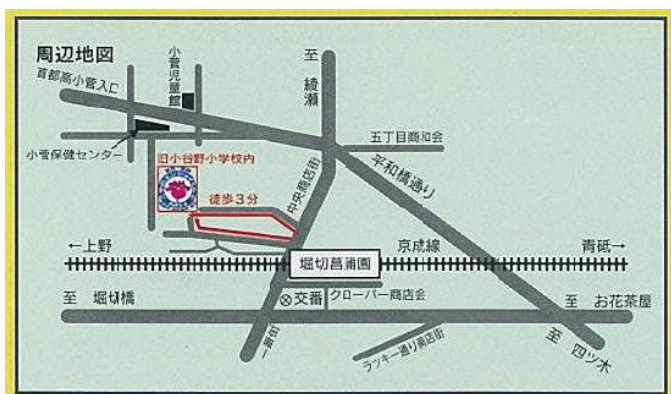 周辺地図
首都高小菅入口
小菅児童館
至 綾瀬
五丁目商和会
小菅保健センター
旧小谷野小学校内
徒歩3分
中央商店街
平和橋通り
←上野
堀切菖蒲園
京成線
青砥→
至 堀切橋
交番
クローバー商店会
至 お花茶屋
一番街
ラッキー通り商店街
至 四ツ木